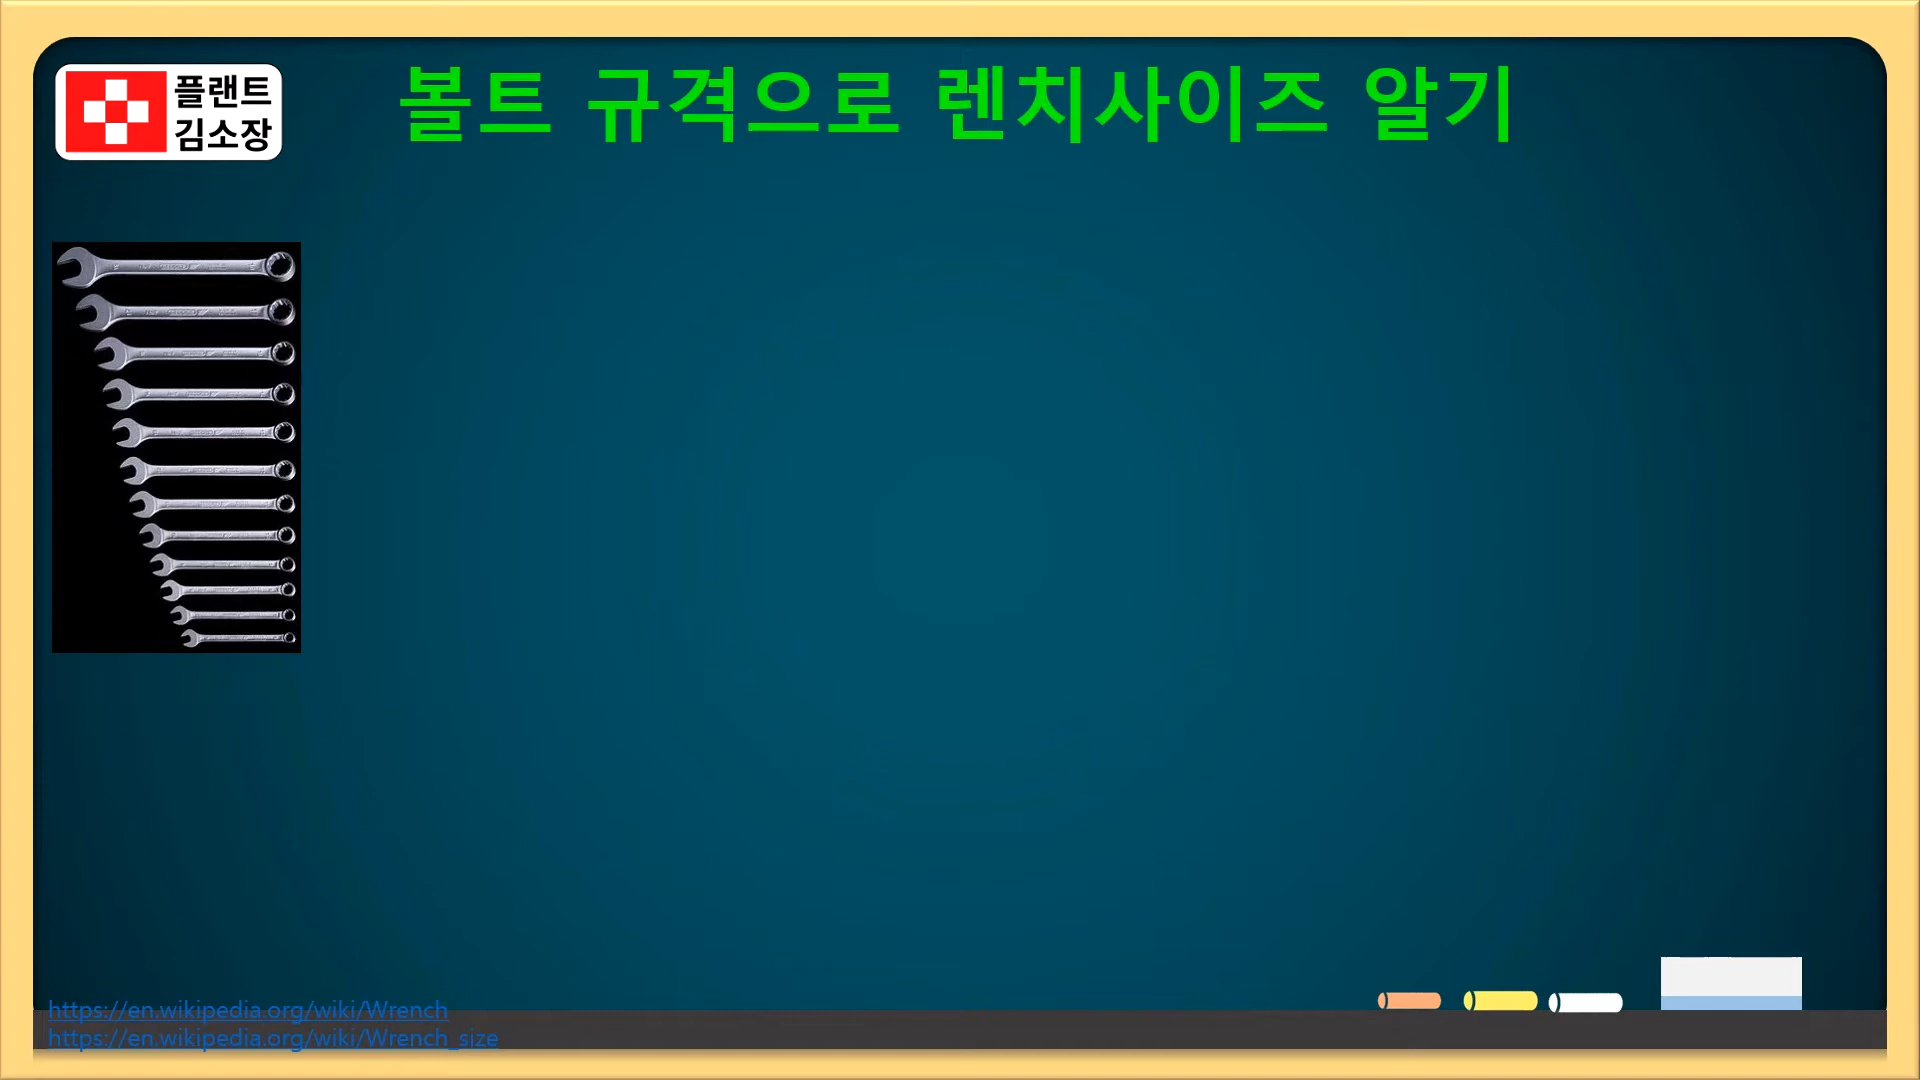 플랜트
김소장
볼트 규격으로 렌치사이즈 알기
https://en.wikipedia.org/wiki/Wrench
https://en.wikipedia.org/wiki/Wrench_size